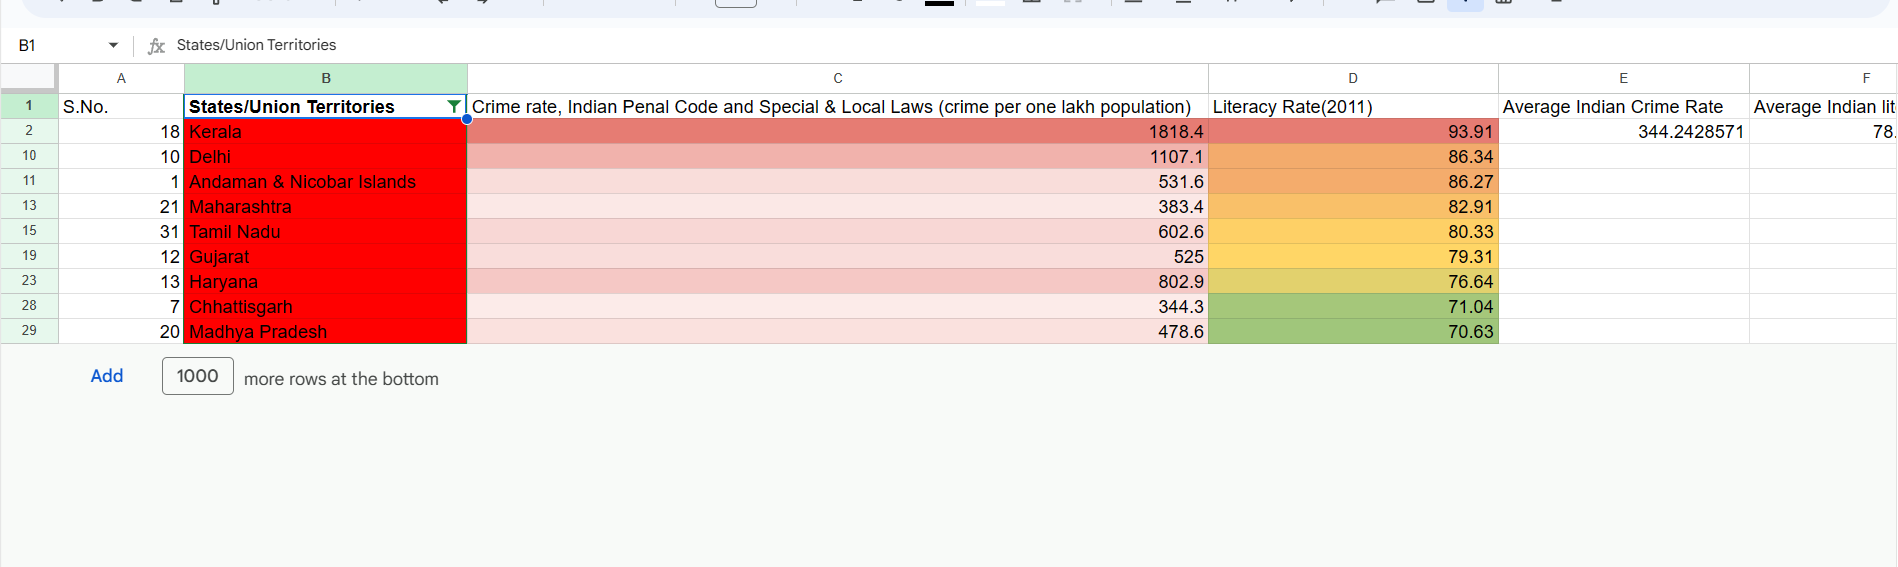 B1 fx States/Union Territories
A B C D E F
1 S.No. States/Union Territories Crime rate, Indian Penal Code and Special & Local Laws (crime per one lakh population) Literacy Rate(2011) Average Indian Crime Rate Average Indian lit
2 18 Kerala 1818.4 93.91 344.2428571 78.
10 10 Delhi 1107.1 86.34
11 1 Andaman & Nicobar Islands 531.6 86.27
13 21 Maharashtra 383.4 82.91
15 31 Tamil Nadu 602.6 80.33
19 12 Gujarat 525 79.31
23 13 Haryana 802.9 76.64
28 7 Chhattisgarh 344.3 71.04
29 20 Madhya Pradesh 478.6 70.63
Add 1000 more rows at the bottom